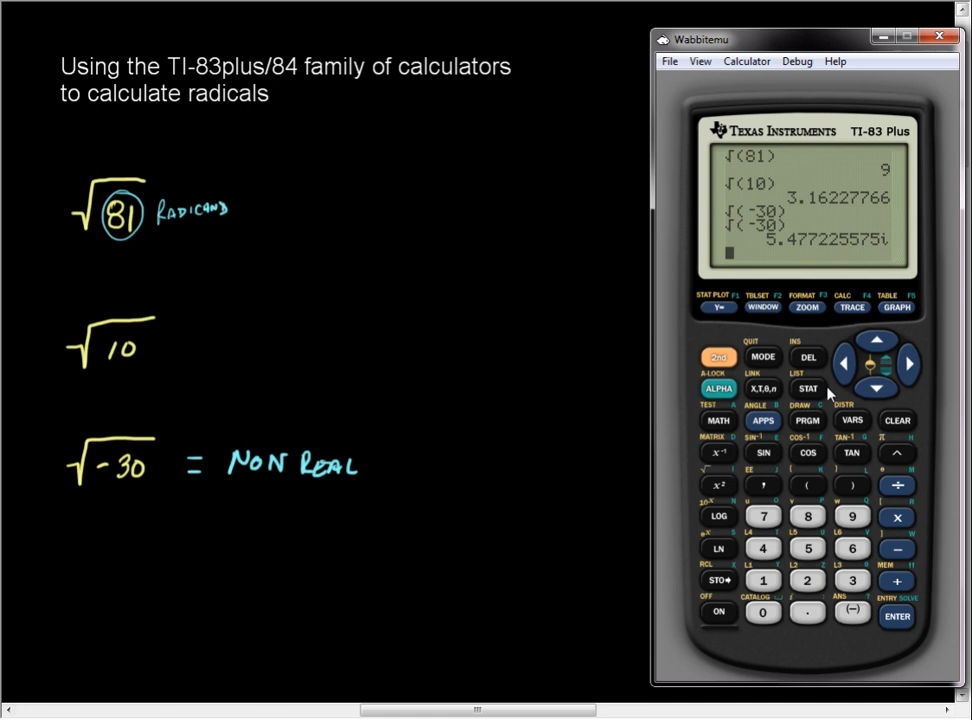 Using the TI-83plus/84 family of calculators
to calculate radicals
√81 RADICAND
√10
√-30 = NON REAL
Wabbitemu
File View Calculator Debug Help
TEXAS INSTRUMENTS TI-83 Plus
√(81)
9
√(10)
3.16227766
√(-30)
√(-30)
5.477225575i
STAT PLOT F1 TBLSET F2 FORMAT F3 CALC F4 TABLE F5
Y= WINDOW ZOOM TRACE GRAPH
QUIT INS
2nd MODE DEL
A-LOCK LINK LIST
ALPHA X,T,θ,n STAT
TEST A ANGLE B DRAW C DISTR
MATH APPS PRGM VARS CLEAR
MATRIX D SIN⁻¹ E COS⁻¹ F TAN⁻¹ G π H
x⁻¹ SIN COS TAN ^
√ I EE J { K } L e M
x² , ( ) ÷
10ˣ N u O v P w Q [ R
LOG 7 8 9 x
eˣ S L4 T L5 U L6 V ] W
LN 4 5 6 −
RCL X L1 Y L2 Z L3 θ MEM "
STO➔ 1 2 3 +
OFF CATALOG i ANS ? ENTRY SOLVE
ON 0 . (−) ENTER